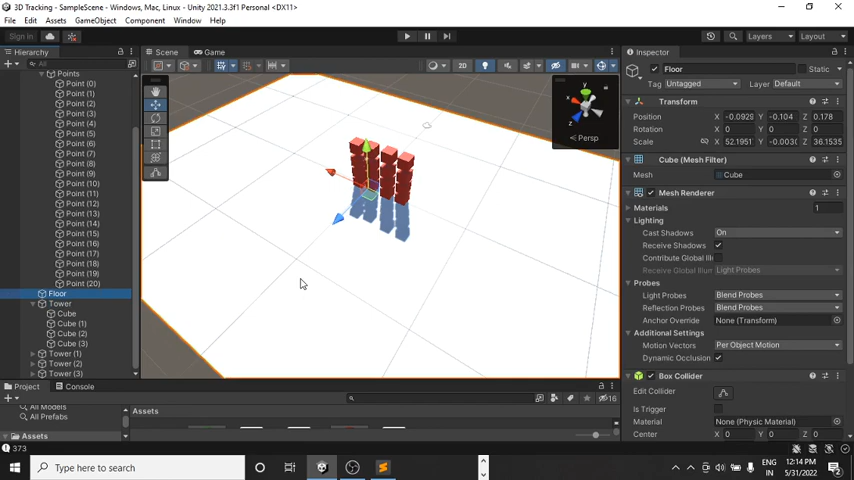 3D Tracking - SampleScene - Windows, Mac, Linux - Unity 2021.3.3f1 Personal <DX11>
File Edit Assets GameObject Component Window Help
Sign in
Layers Layout
Hierarchy
All
Points
Point (0)
Point (1)
Point (2)
Point (3)
Point (4)
Point (5)
Point (6)
Point (7)
Point (8)
Point (9)
Point (10)
Point (11)
Point (12)
Point (13)
Point (14)
Point (15)
Point (16)
Point (17)
Point (18)
Point (19)
Point (20)
Floor
Tower
Cube
Cube (1)
Cube (2)
Cube (3)
Tower (1)
Tower (2)
Tower (3)
Scene Game
2D
y
x
z
Persp
Project Console
16
All Models
All Prefabs
Assets
Assets
373
Inspector
Floor Static
Tag Untagged Layer Default
Transform
Position X -0.0929 Y -0.104 Z 0.178
Rotation X 0 Y 0 Z 0
Scale X 52.1951 Y -0.003 Z 36.1535
Cube (Mesh Filter)
Mesh Cube
Mesh Renderer
Materials 1
Lighting
Cast Shadows On
Receive Shadows
Contribute Global Ill
Receive Global Illum Light Probes
Probes
Light Probes Blend Probes
Reflection Probes Blend Probes
Anchor Override None (Transform)
Additional Settings
Motion Vectors Per Object Motion
Dynamic Occlusion
Box Collider
Edit Collider
Is Trigger
Material None (Physic Material)
Center X 0 Y 0 Z 0
Type here to search
ENG
IN
12:14 PM
5/31/2022
2